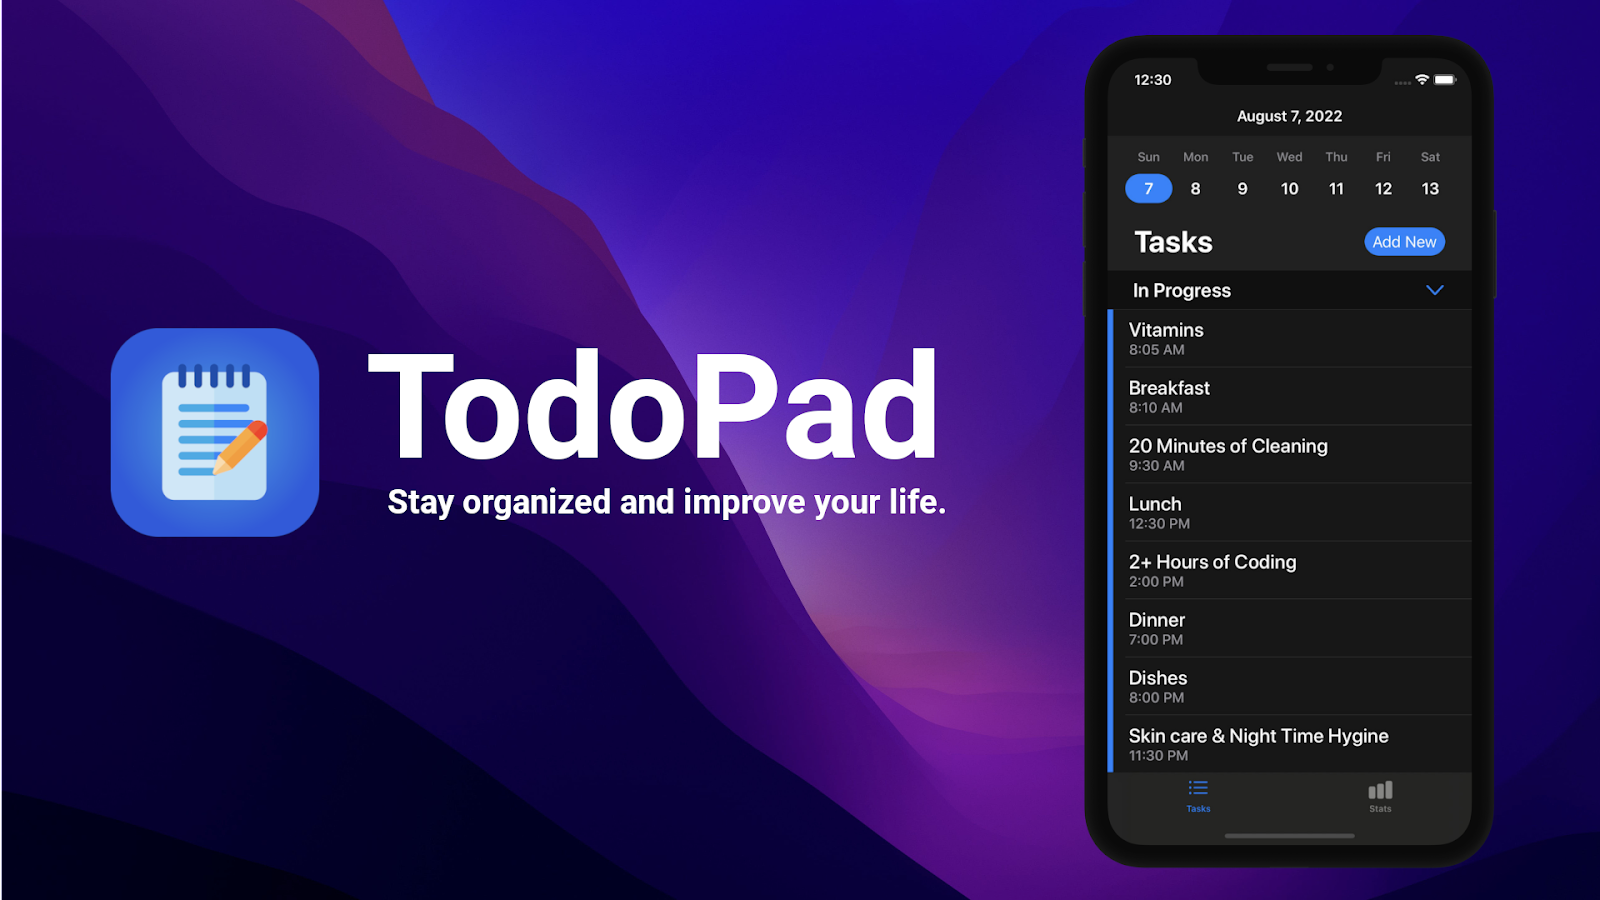 TodoPad
Stay organized and improve your life.
12:30
August 7, 2022
Sun Mon Tue Wed Thu Fri Sat
7 8 9 10 11 12 13
Tasks
Add New
In Progress
Vitamins
8:05 AM
Breakfast
8:10 AM
20 Minutes of Cleaning
9:30 AM
Lunch
12:30 PM
2+ Hours of Coding
2:00 PM
Dinner
7:00 PM
Dishes
8:00 PM
Skin care & Night Time Hygine
11:30 PM
Tasks Stats